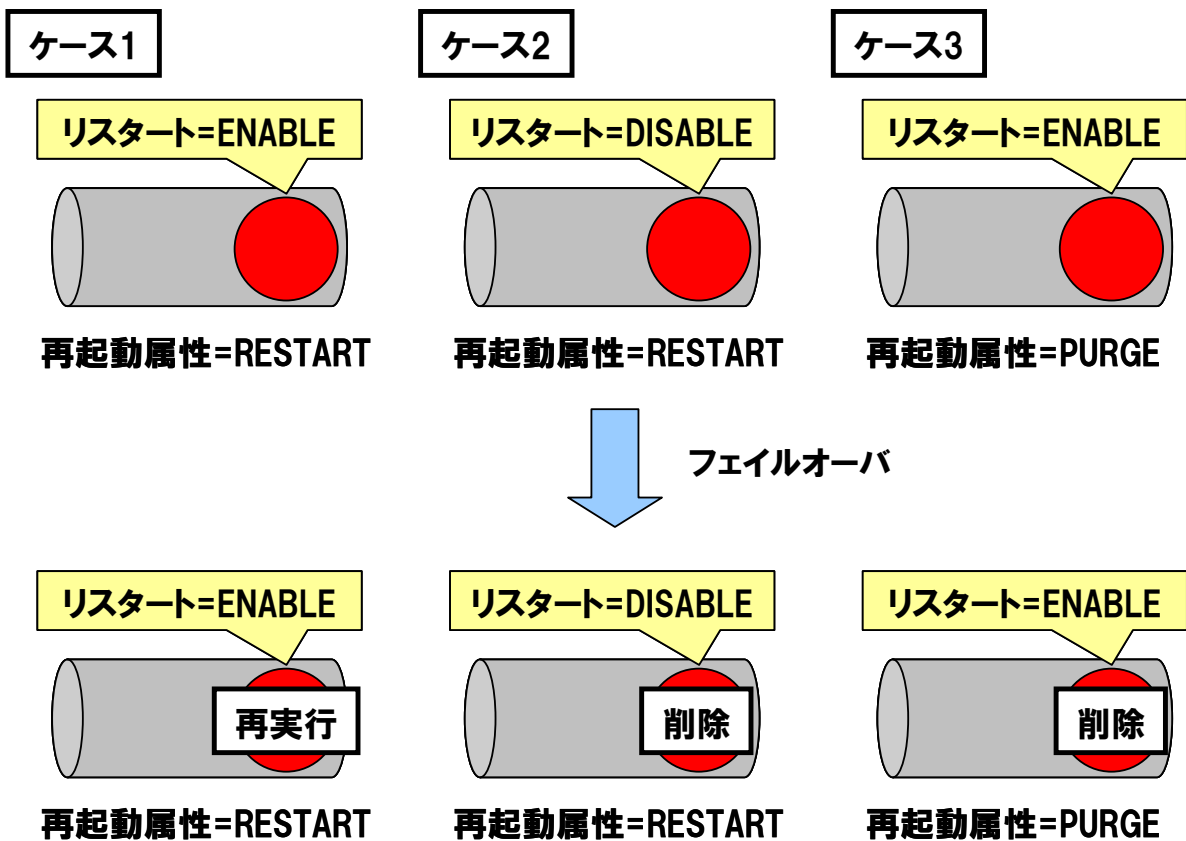 ケース1
ケース2
ケース3
リスタート=ENABLE
リスタート=DISABLE
リスタート=ENABLE
再起動属性=RESTART
再起動属性=RESTART
再起動属性=PURGE
フェイルオーバ
リスタート=ENABLE
リスタート=DISABLE
リスタート=ENABLE
再実行
削除
削除
再起動属性=RESTART
再起動属性=RESTART
再起動属性=PURGE